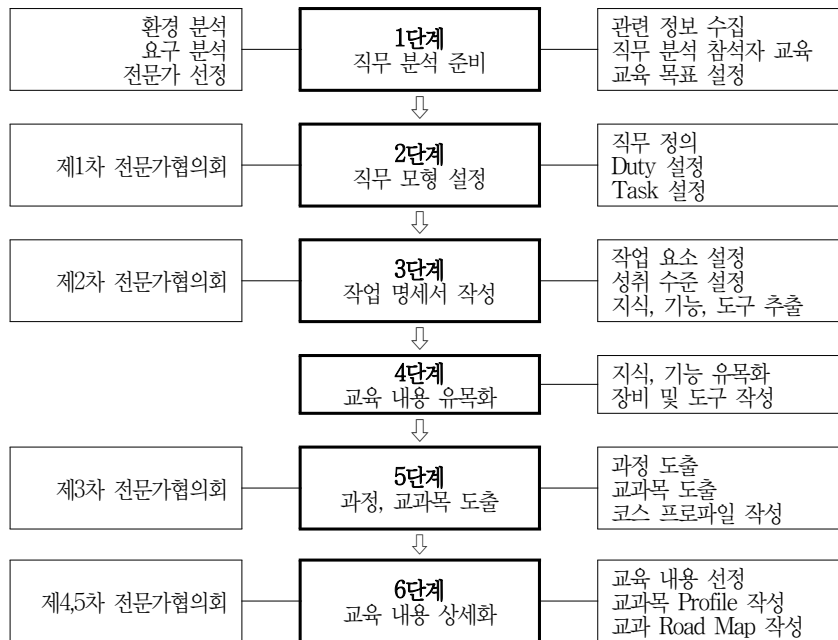 환경 분석
요구 분석
전문가 선정
1단계
직무 분석 준비
관련 정보 수집
직무 분석 참석자 교육
교육 목표 설정
제1차 전문가협의회
2단계
직무 모형 설정
직무 정의
Duty 설정
Task 설정
제2차 전문가협의회
3단계
작업 명세서 작성
작업 요소 설정
성취 수준 설정
지식, 기능, 도구 추출
4단계
교육 내용 유목화
지식, 기능 유목화
장비 및 도구 작성
제3차 전문가협의회
5단계
과정, 교과목 도출
과정 도출
교과목 도출
코스 프로파일 작성
제4,5차 전문가협의회
6단계
교육 내용 상세화
교육 내용 선정
교과목 Profile 작성
교과 Road Map 작성